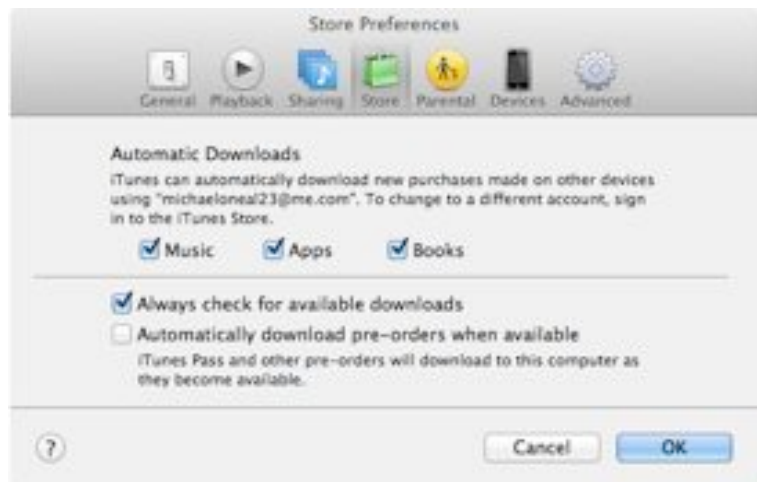 Store Preferences
General Playback Sharing Store Parental Devices Advanced
Automatic Downloads
iTunes can automatically download new purchases made on other devices
using "michaeloneal23@me.com". To change to a different account, sign
in to the iTunes Store.
Music Apps Books
Always check for available downloads
Automatically download pre-orders when available
iTunes Pass and other pre-orders will download to this computer as
they become available.
? Cancel OK